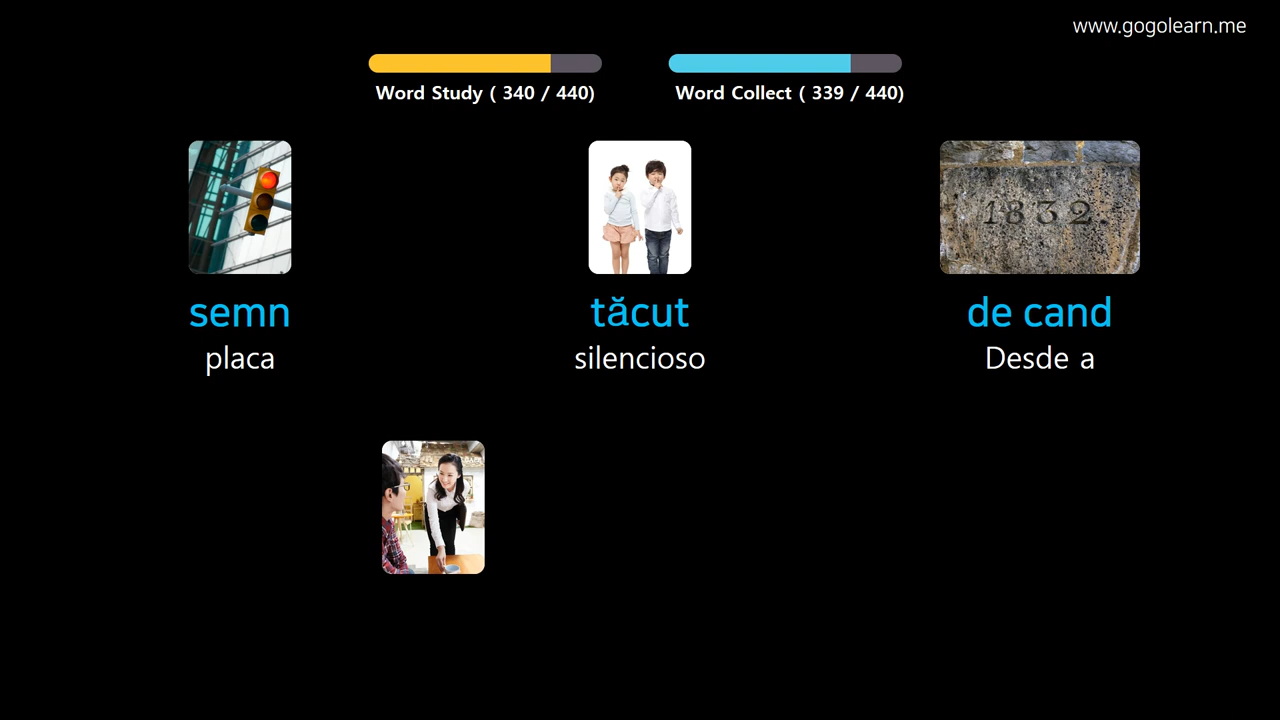 www.gogolearn.me
Word Study ( 340 / 440)
Word Collect ( 339 / 440)
1832.
semn
tăcut
de cand
placa
silencioso
Desde a